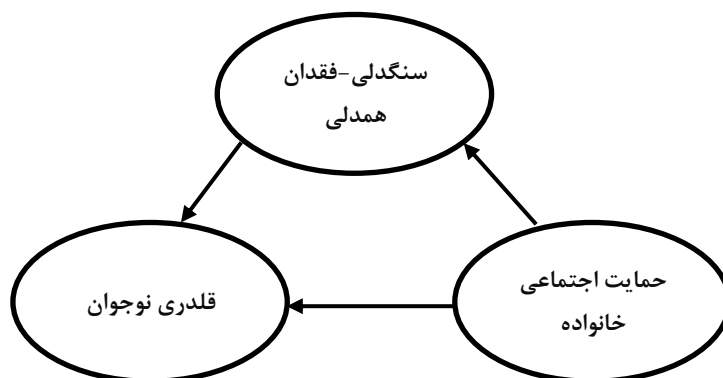 سنگدلی-فقدان
همدلی
حمایت اجتماعی
خانواده
قلدری نوجوان